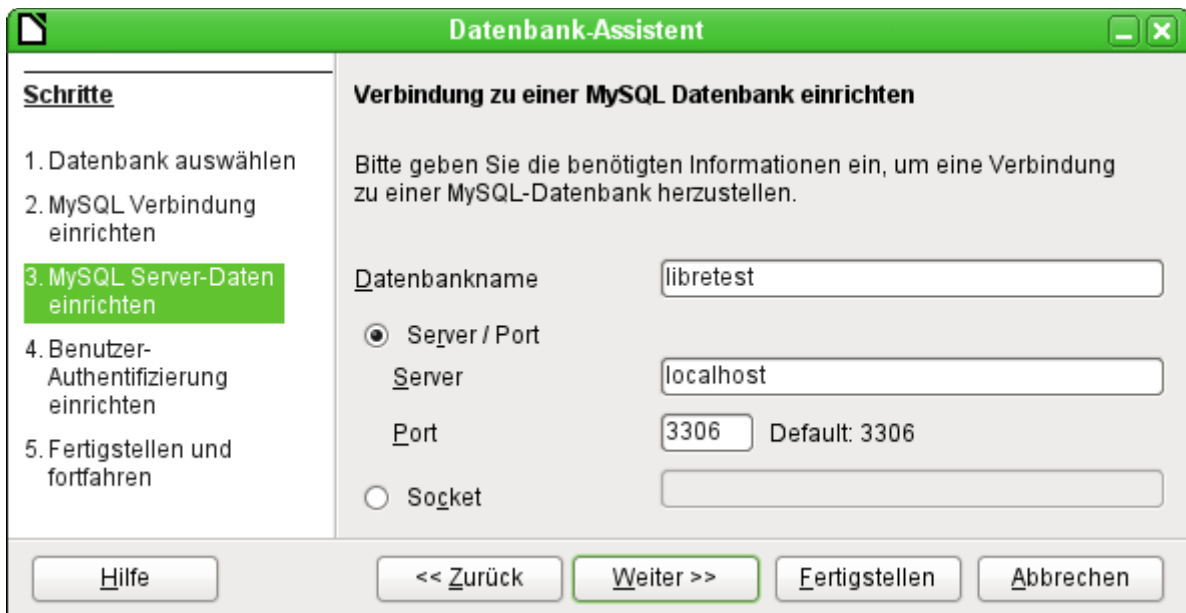 Datenbank-Assistent
Schritte
1. Datenbank auswählen
2. MySQL Verbindung
einrichten
3. MySQL Server-Daten
einrichten
4. Benutzer-
Authentifizierung
einrichten
5. Fertigstellen und
fortfahren
Verbindung zu einer MySQL Datenbank einrichten
Bitte geben Sie die benötigten Informationen ein, um eine Verbindung
zu einer MySQL-Datenbank herzustellen.
Datenbankname libretest
Server / Port
Server localhost
Port 3306 Default: 3306
Socket
Hilfe << Zurück Weiter >> Fertigstellen Abbrechen